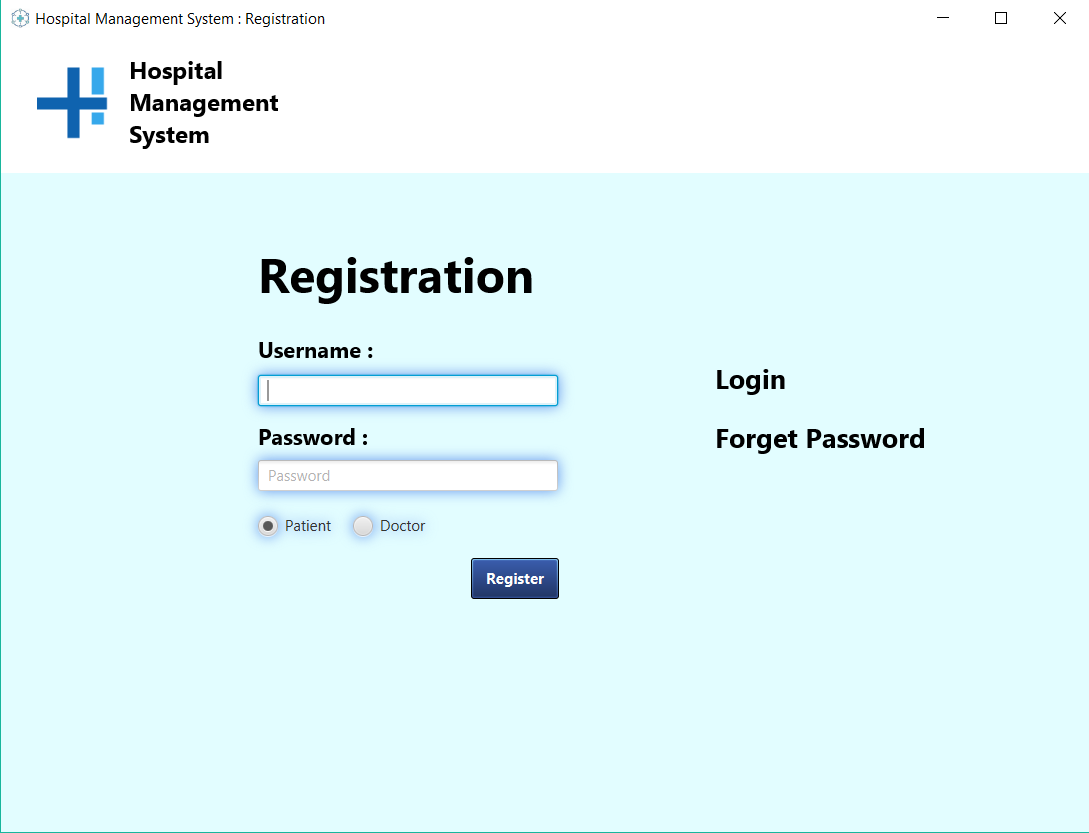 Hospital Management System : Registration
Hospital
Management
System
Registration
Username :
Login
Password :
Forget Password
Password
Patient
Doctor
Register